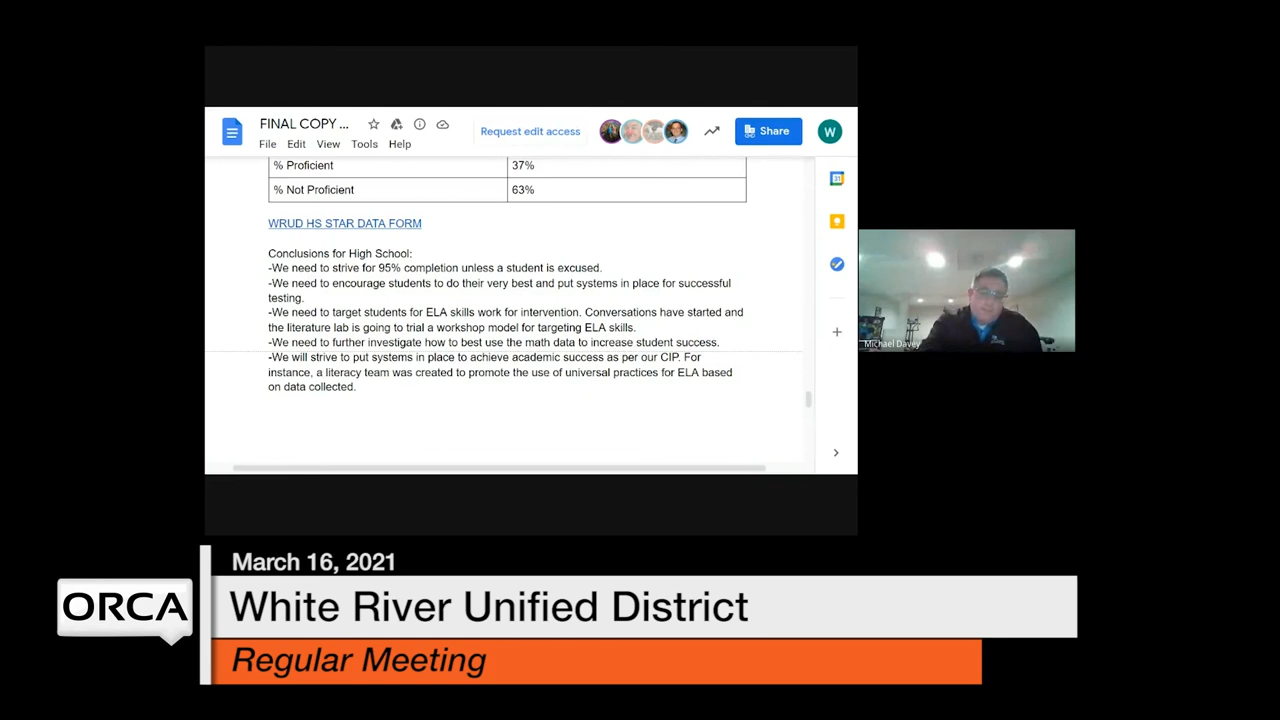 FINAL COPY ...
File Edit View Tools Help
Request edit access
Share
W
% Proficient 37%
% Not Proficient 63%
WRUD HS STAR DATA FORM
Conclusions for High School:
-We need to strive for 95% completion unless a student is excused.
-We need to encourage students to do their very best and put systems in place for successful
testing.
-We need to target students for ELA skills work for intervention. Conversations have started and
the literature lab is going to trial a workshop model for targeting ELA skills.
-We need to further investigate how to best use the math data to increase student success.
-We will strive to put systems in place to achieve academic success as per our CIP. For
instance, a literacy team was created to promote the use of universal practices for ELA based
on data collected.
31
Michael Davey
March 16, 2021
ORCA
White River Unified District
Regular Meeting